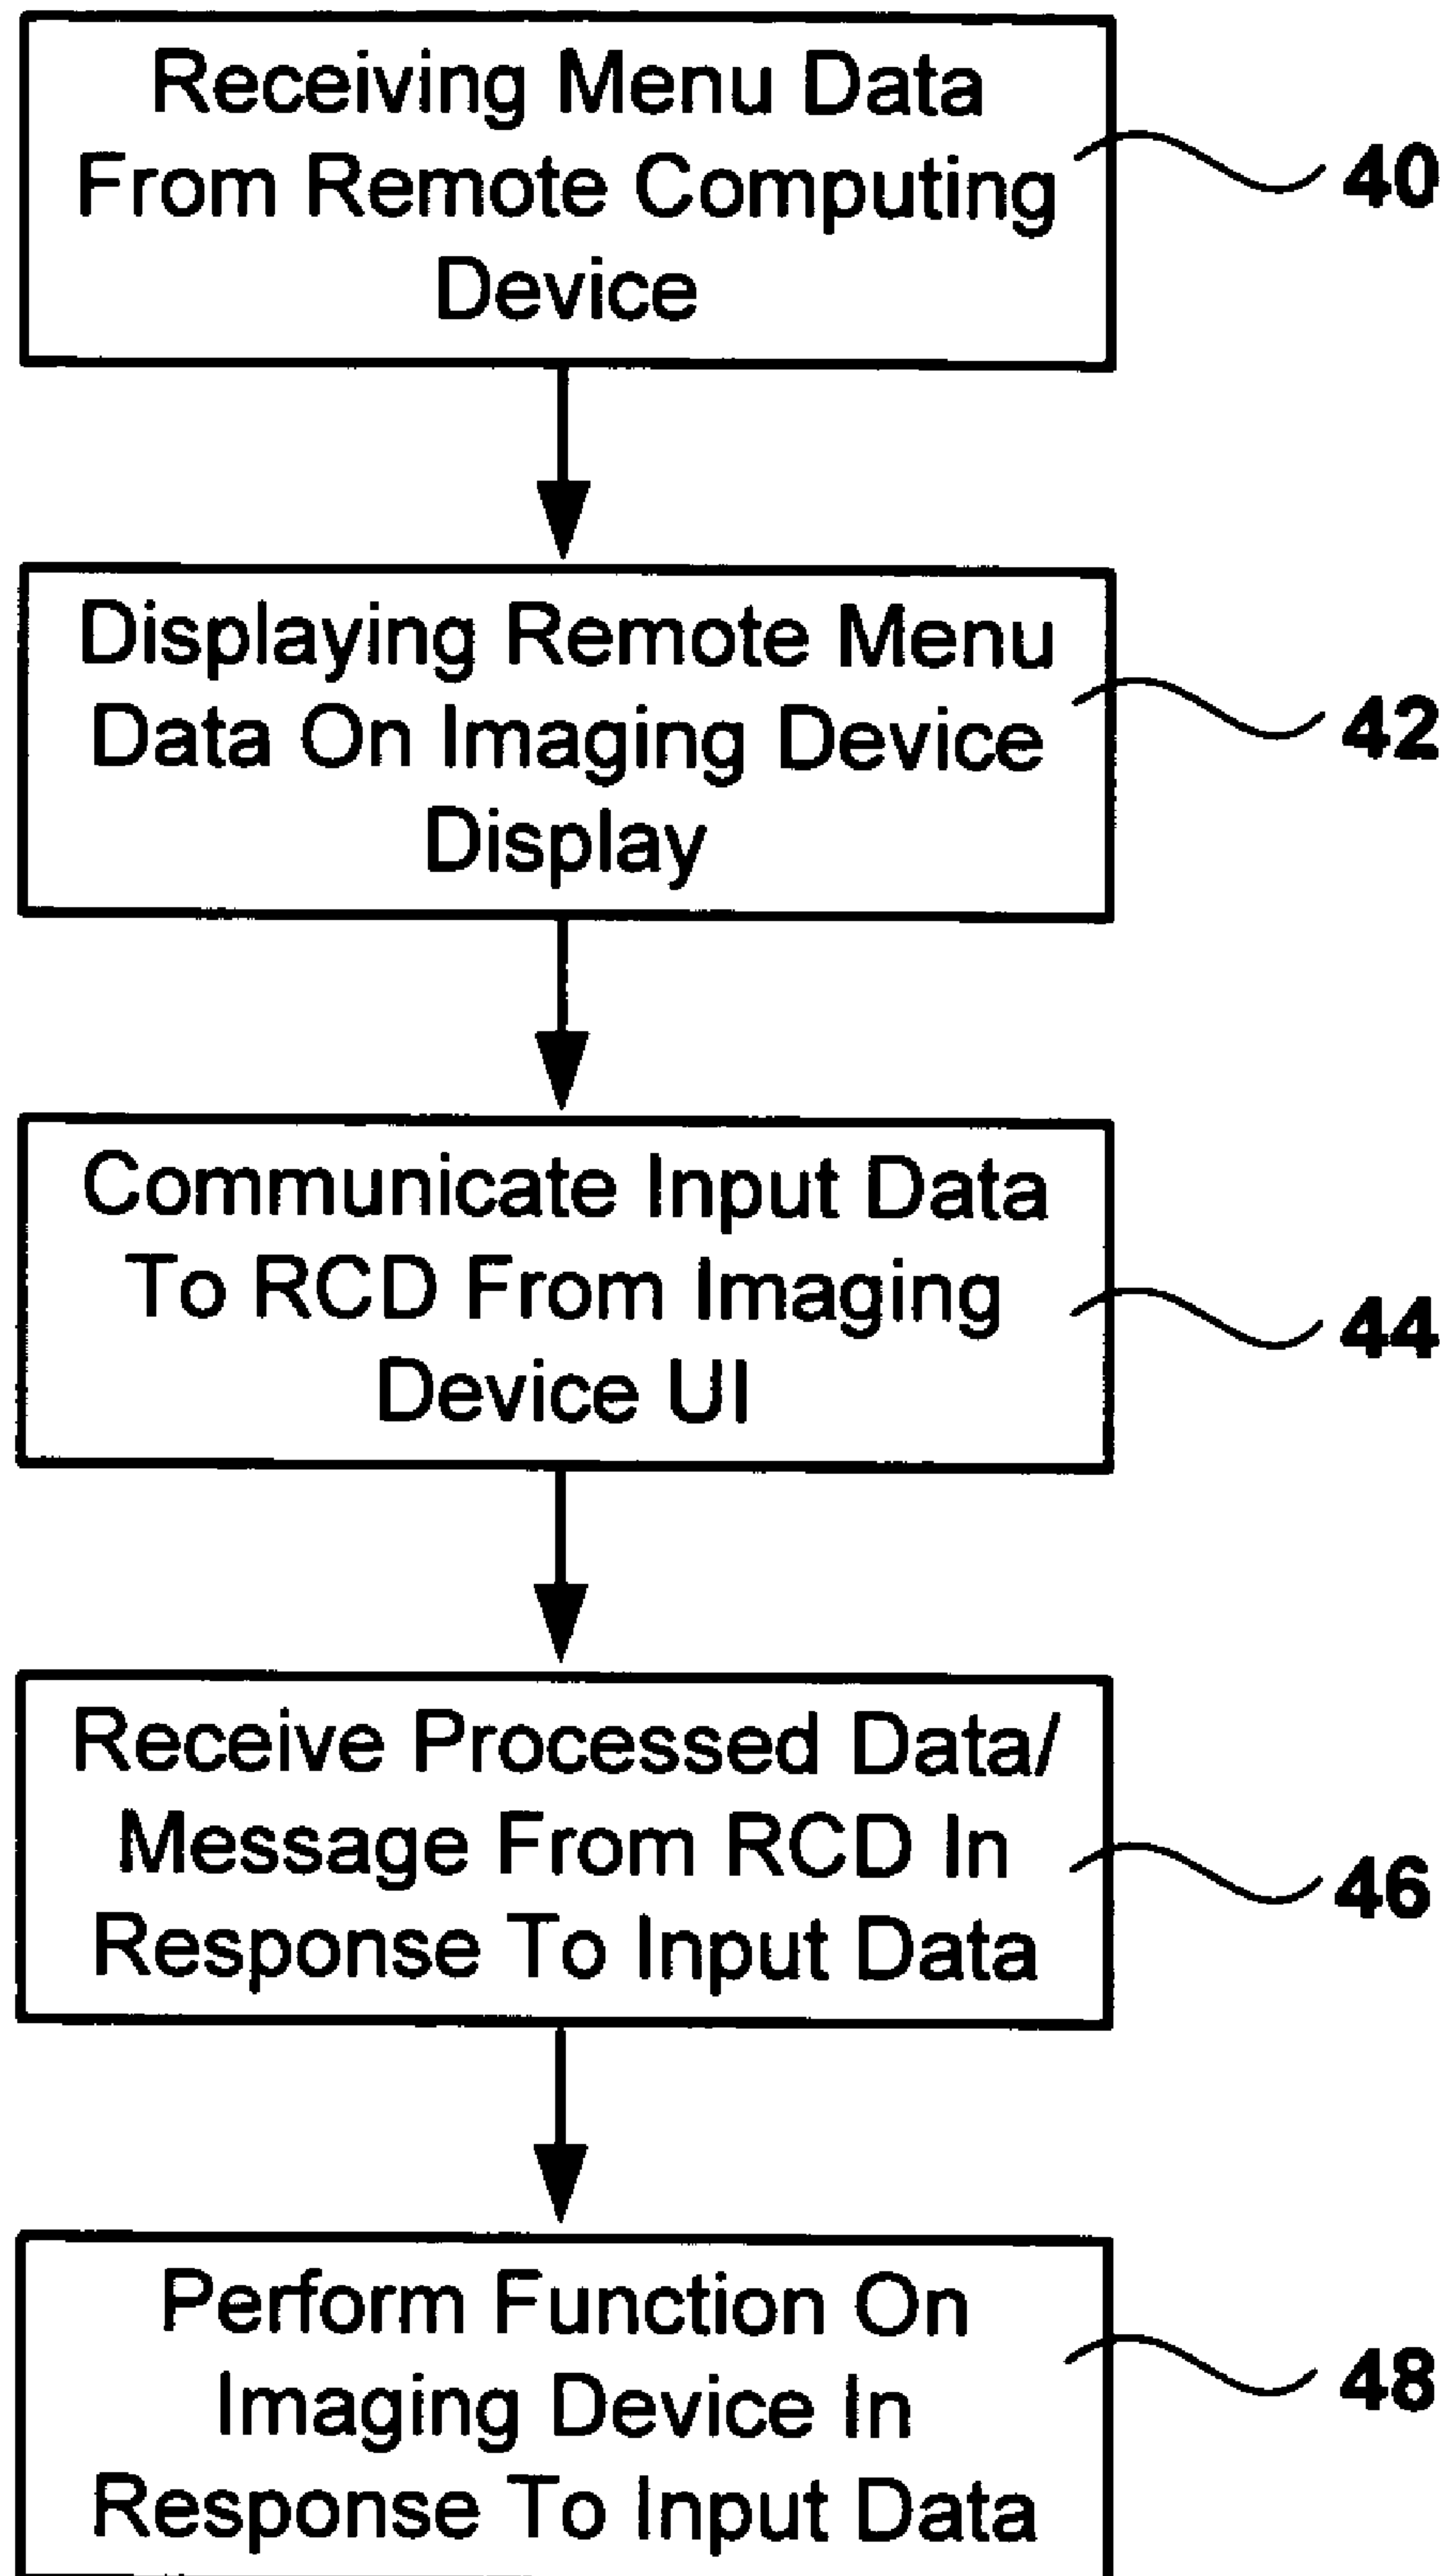 Receiving Menu Data
From Remote Computing
Device
40
Displaying Remote Menu
Data On Imaging Device
Display
42
Communicate Input Data
To RCD From Imaging
Device UI
44
Receive Processed Data/
Message From RCD In
Response To Input Data
46
Perform Function On
Imaging Device In
Response To Input Data
48